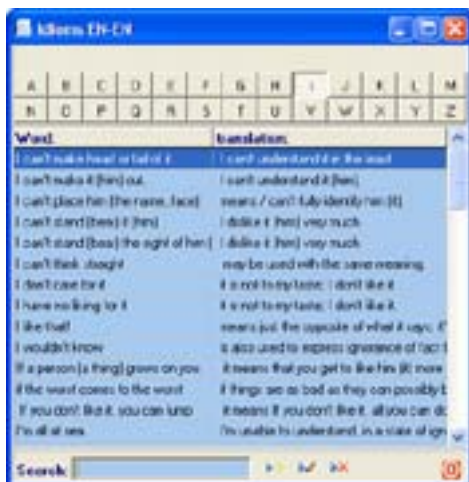 Idioms EN-EN
A B C D E F G H I J K L M
N O P Q R S T U V W X Y Z
Word: translation:
I can't make head or tail of it I can't understand it in the least
I can't make it (him) out. I can't understand it (him).
I can't place him (the name, face) means / can't fully identify him (it)
I can't stand (bear) it (him) I dislike it (him) very much
I can't stand (bear) the sight of him ( I dislike it (him) very much
I can't think straight may be used with the same meaning.
I don't care for it it is not to my taste; I don't like it
I have no liking for it it is not to my taste; I don't like it.
I like that! means just the opposite of what it says; it'
I wouldn't know is also used to express ignorance of fact
If a person (a thing) grows on you it means that you get to like him (it) more
if the worst comes to the worst if things are as bad as they can possibly b
If you don't like it, you can lump it means If you don't like it, all you can do
I'm all at sea I'm unable to understand, in a state of ign
Search: